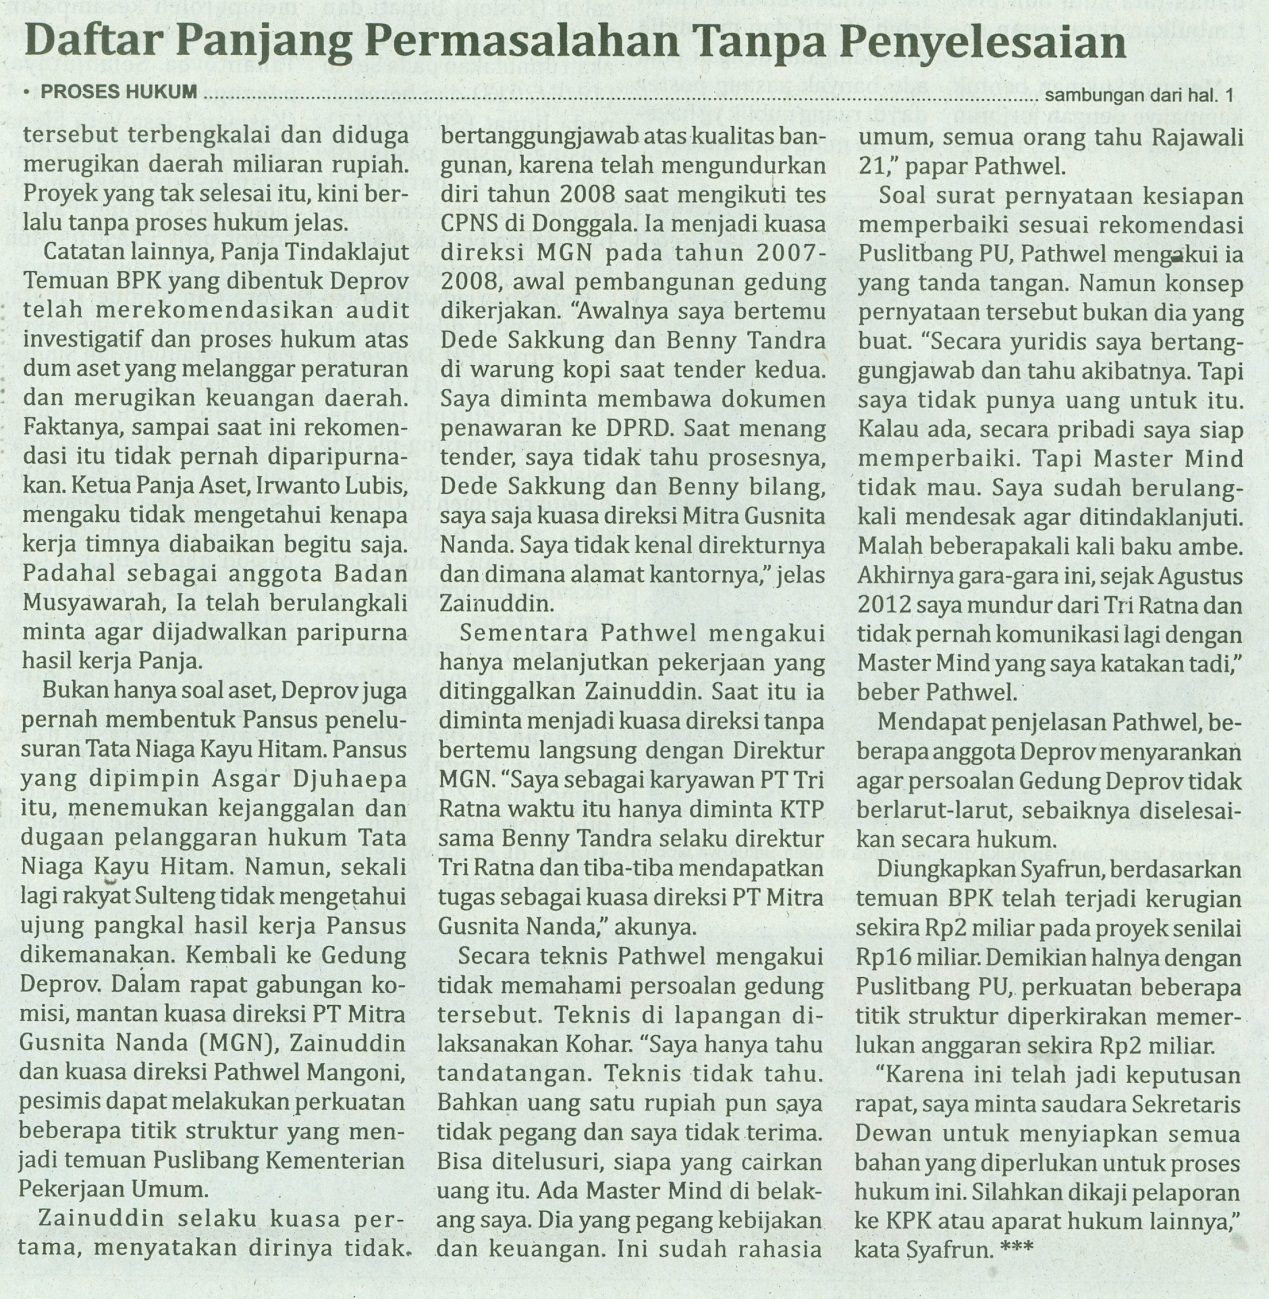 Daftar Panjang Permasalahan Tanpa Penyelesaian
• PROSES HUKUM ........................................ sambungan dari hal. 1
tersebut terbengkalai dan diduga
merugikan daerah miliaran rupiah.
Proyek yang tak selesai itu, kini ber-
lalu tanpa proses hukum jelas.
Catatan lainnya, Panja Tindaklajut
Temuan BPK yang dibentuk Deprov
telah merekomendasikan audit
investigatif dan proses hukum atas
dum aset yang melanggar peraturan
dan merugikan keuangan daerah.
Faktanya, sampai saat ini rekomen-
dasi itu tidak pernah diparipurna-
kan. Ketua Panja Aset, Irwanto Lubis,
mengaku tidak mengetahui kenapa
kerja timnya diabaikan begitu saja.
Padahal sebagai anggota Badan
Musyawarah, Ia telah berulangkali
minta agar dijadwalkan paripurna
hasil kerja Panja.
Bukan hanya soal aset, Deprov juga
pernah membentuk Pansus penelu-
suran Tata Niaga Kayu Hitam. Pansus
yang dipimpin Asgar Djuhaepa
itu, menemukan kejanggalan dan
dugaan pelanggaran hukum Tata
Niaga Kayu Hitam. Namun, sekali
lagi rakyat Sulteng tidak mengetahui
ujung pangkal hasil kerja Pansus
dikemanakan. Kembali ke Gedung
Deprov. Dalam rapat gabungan ko-
misi, mantan kuasa direksi PT Mitra
Gusnita Nanda (MGN), Zainuddin
dan kuasa direksi Pathwel Mangoni,
pesimis dapat melakukan perkuatan
beberapa titik struktur yang men-
jadi temuan Puslibang Kementerian
Pekerjaan Umum.
Zainuddin selaku kuasa per-
tama, menyatakan dirinya tidak
bertanggungjawab atas kualitas ban-
gunan, karena telah mengundurkan
diri tahun 2008 saat mengikuti tes
CPNS di Donggala. Ia menjadi kuasa
direksi MGN pada tahun 2007-
2008, awal pembangunan gedung
dikerjakan. “Awalnya saya bertemu
Dede Sakkung dan Benny Tandra
di warung kopi saat tender kedua.
Saya diminta membawa dokumen
penawaran ke DPRD. Saat menang
tender, saya tidak tahu prosesnya,
Dede Sakkung dan Benny bilang,
saya saja kuasa direksi Mitra Gusnita
Nanda. Saya tidak kenal direkturnya
dan dimana alamat kantornya,” jelas
Zainuddin.
Sementara Pathwel mengakui
hanya melanjutkan pekerjaan yang
ditinggalkan Zainuddin. Saat itu ia
diminta menjadi kuasa direksi tanpa
bertemu langsung dengan Direktur
MGN. “Saya sebagai karyawan PT Tri
Ratna waktu itu hanya diminta KTP
sama Benny Tandra selaku direktur
Tri Ratna dan tiba-tiba mendapatkan
tugas sebagai kuasa direksi PT Mitra
Gusnita Nanda,” akunya.
Secara teknis Pathwel mengakui
tidak memahami persoalan gedung
tersebut. Teknis di lapangan di-
laksanakan Kohar. “Saya hanya tahu
tandatangan. Teknis tidak tahu.
Bahkan uang satu rupiah pun saya
tidak pegang dan saya tidak terima.
Bisa ditelusuri, siapa yang cairkan
uang itu. Ada Master Mind di belak-
ang saya. Dia yang pegang kebijakan
dan keuangan. Ini sudah rahasia
umum, semua orang tahu Rajawali
21,” papar Pathwel.
Soal surat pernyataan kesiapan
memperbaiki sesuai rekomendasi
Puslitbang PU, Pathwel mengakui ia
yang tanda tangan. Namun konsep
pernyataan tersebut bukan dia yang
buat. “Secara yuridis saya bertang-
gungjawab dan tahu akibatnya. Tapi
saya tidak punya uang untuk itu.
Kalau ada, secara pribadi saya siap
memperbaiki. Tapi Master Mind
tidak mau. Saya sudah berulang-
kali mendesak agar ditindaklanjuti.
Malah beberapakali kali baku ambe.
Akhirnya gara-gara ini, sejak Agustus
2012 saya mundur dari Tri Ratna dan
tidak pernah komunikasi lagi dengan
Master Mind yang saya katakan tadi,”
beber Pathwel.
Mendapat penjelasan Pathwel, be-
berapa anggota Deprov menyarankan
agar persoalan Gedung Deprov tidak
berlarut-larut, sebaiknya diselesai-
kan secara hukum.
Diungkapkan Syafrun, berdasarkan
temuan BPK telah terjadi kerugian
sekira Rp2 miliar pada proyek senilai
Rp16 miliar. Demikian halnya dengan
Puslitbang PU, perkuatan beberapa
titik struktur diperkirakan memer-
lukan anggaran sekira Rp2 miliar.
“Karena ini telah jadi keputusan
rapat, saya minta saudara Sekretaris
Dewan untuk menyiapkan semua
bahan yang diperlukan untuk proses
hukum ini. Silahkan dikaji pelaporan
ke KPK atau aparat hukum lainnya,”
kata Syafrun. ***